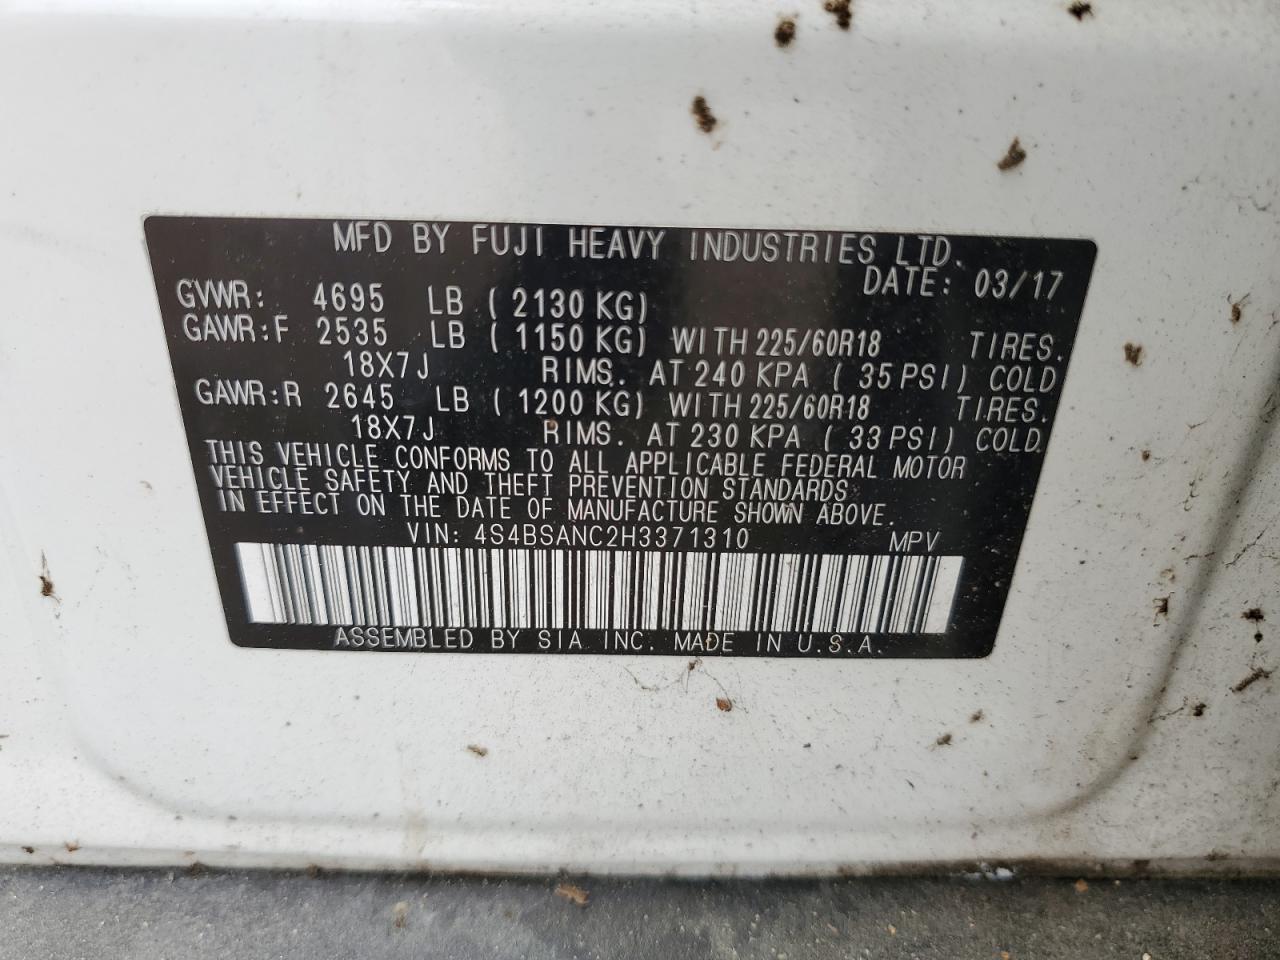 MFD BY FUJI HEAVY INDUSTRIES LTD.
DATE: 03/17
GVWR: 4695 LB ( 2130 KG)
GAWR:F 2535 LB ( 1150 KG) WITH 225/60R18 TIRES.
18X7J RIMS. AT 240 KPA ( 35 PSI) COLD
GAWR:R 2645 LB ( 1200 KG) WITH 225/60R18 TIRES.
18X7J RIMS. AT 230 KPA ( 33 PSI) COLD.
THIS VEHICLE CONFORMS TO ALL APPLICABLE FEDERAL MOTOR
VEHICLE SAFETY AND THEFT PREVENTION STANDARDS
IN EFFECT ON THE DATE OF MANUFACTURE SHOWN ABOVE.
VIN: 4S4BSANC2H3371310 MPV
ASSEMBLED BY SIA INC. MADE IN U.S.A.